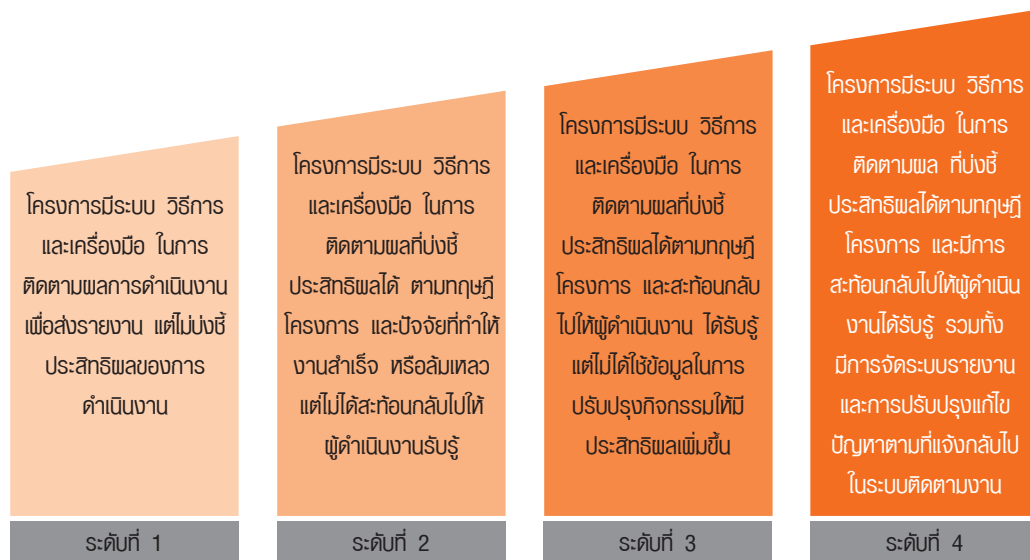 โครงการมีระบบ วิธีการ
และเครื่องมือ ในการ
ติดตามผลการดำเนินงาน
เพื่อส่งรายงาน แต่ไม่บ่งชี้
ประสิทธิผลของการ
ดำเนินงาน
ระดับที่ 1
โครงการมีระบบ วิธีการ
และเครื่องมือ ในการ
ติดตามผลที่บ่งชี้
ประสิทธิผลได้ ตามทฤษฎี
โครงการ และปัจจัยที่ทำให้
งานสำเร็จ หรือล้มเหลว
แต่ไม่ได้สะท้อนกลับไปให้
ผู้ดำเนินงานรับรู้
ระดับที่ 2
โครงการมีระบบ วิธีการ
และเครื่องมือ ในการ
ติดตามผลที่บ่งชี้
ประสิทธิผลได้ตามทฤษฎี
โครงการ และสะท้อนกลับ
ไปให้ผู้ดำเนินงาน ได้รับรู้
แต่ไม่ได้ใช้ข้อมูลในการ
ปรับปรุงกิจกรรมให้มี
ประสิทธิผลเพิ่มขึ้น
ระดับที่ 3
โครงการมีระบบ วิธีการ
และเครื่องมือ ในการ
ติดตามผล ที่บ่งชี้
ประสิทธิผลได้ตามทฤษฎี
โครงการ และมีการ
สะท้อนกลับไปให้ผู้ดำเนิน
งานได้รับรู้ รวมทั้ง
มีการจัดระบบรายงาน
และการปรับปรุงแก้ไข
ปัญหาตามที่แจ้งกลับไป
ในระบบติดตามงาน
ระดับที่ 4